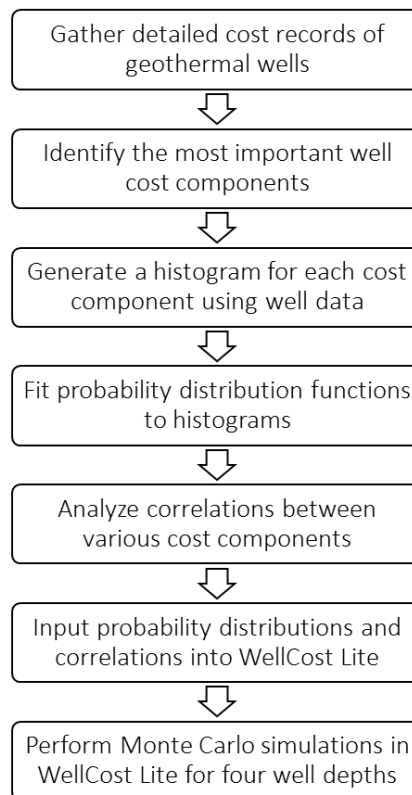 Gather detailed cost records of
geothermal wells
Identify the most important well
cost components
Generate a histogram for each cost
component using well data
Fit probability distribution functions
to histograms
Analyze correlations between
various cost components
Input probability distributions and
correlations into WellCost Lite
Perform Monte Carlo simulations in
WellCost Lite for four well depths